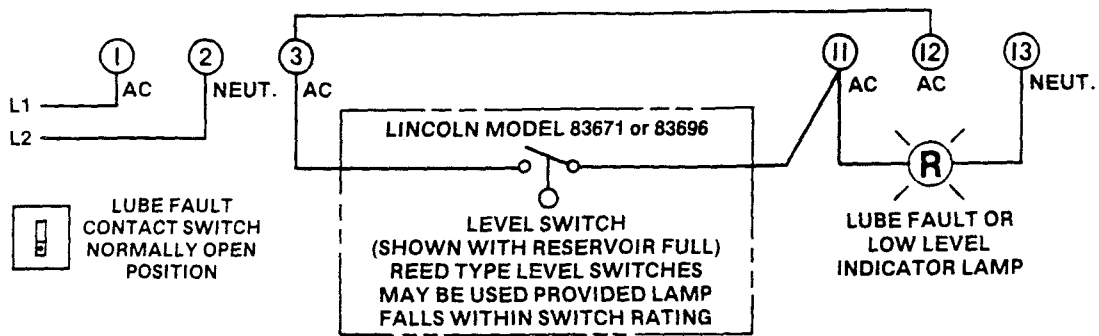 1 2 3 11 12 13
AC NEUT. AC AC AC NEUT.
L1
L2
LINCOLN MODEL 83671 or 83696
LUBE FAULT
CONTACT SWITCH
NORMALLY OPEN
POSITION
LEVEL SWITCH
(SHOWN WITH RESERVOIR FULL)
REED TYPE LEVEL SWITCHES
MAY BE USED PROVIDED LAMP
FALLS WITHIN SWITCH RATING
R
LUBE FAULT OR
LOW LEVEL
INDICATOR LAMP